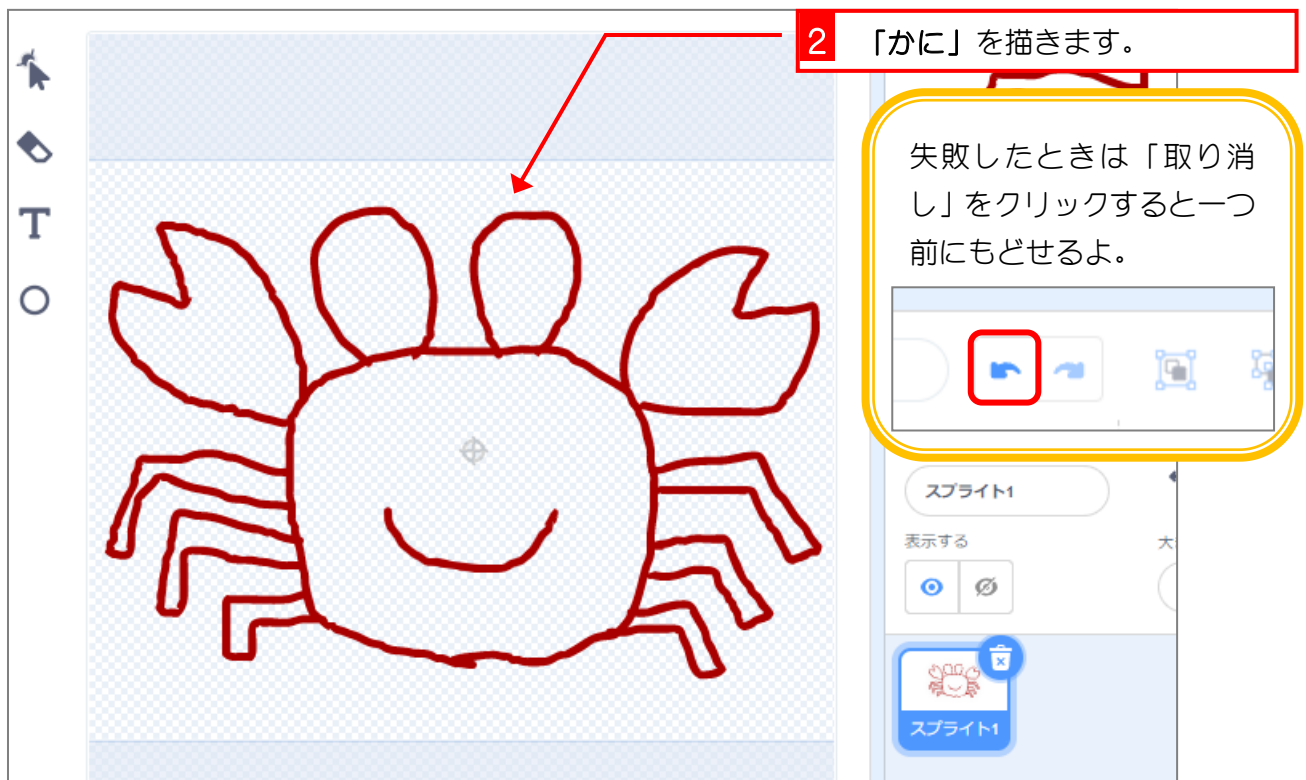 2 「かに」を描きます。
失敗したときは「取り消
し」をクリックすると一つ
前にもどせるよ。
T
スプライト1
表示する
大
スプライト1